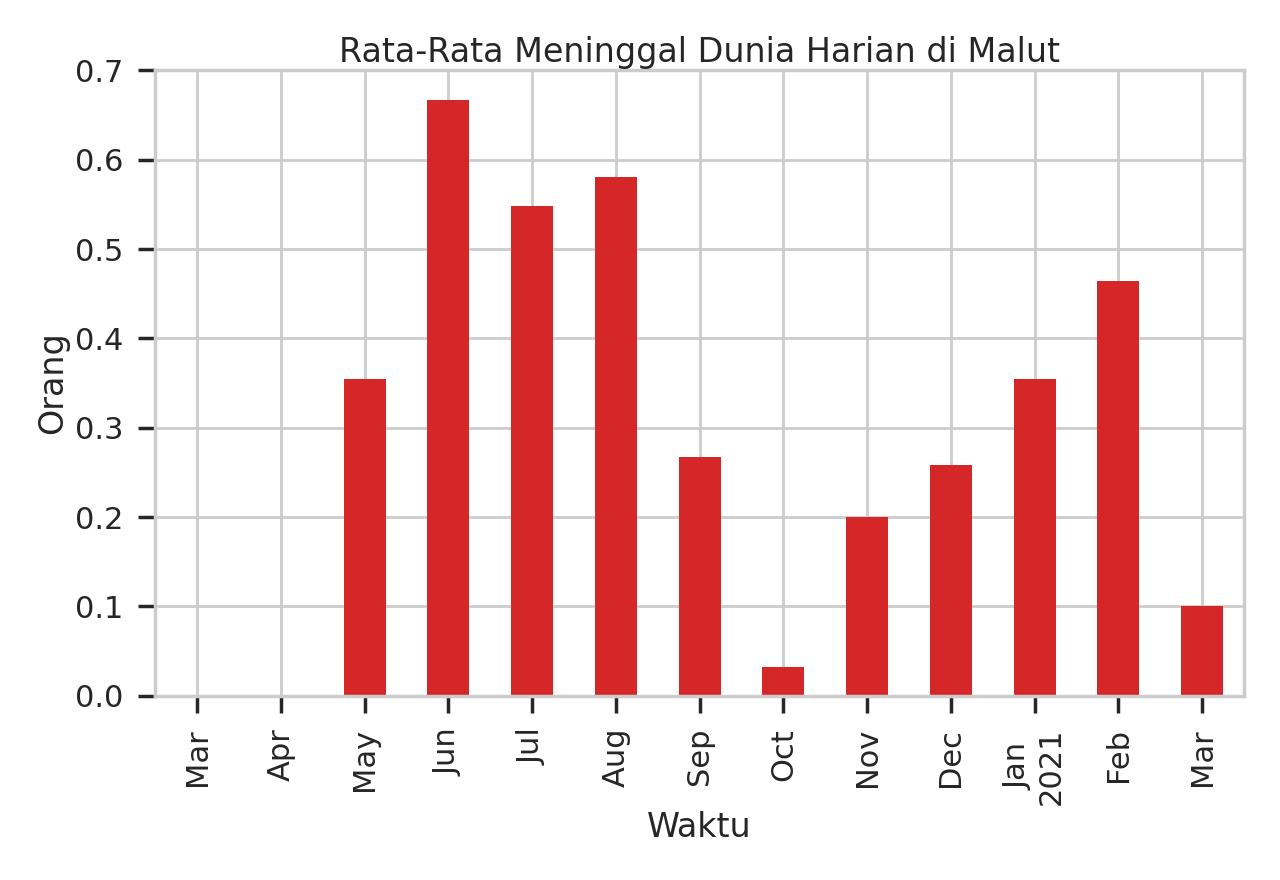 Rata-Rata Meninggal Dunia Harian di Malut
0.7
0.6
0.5
0.4
0.3
0.2
0.1
0.0
Orang
Mar
Apr
May
Jun
Jul
Aug
Sep
Oct
Nov
Dec
Jan
2021
Feb
Mar
Waktu